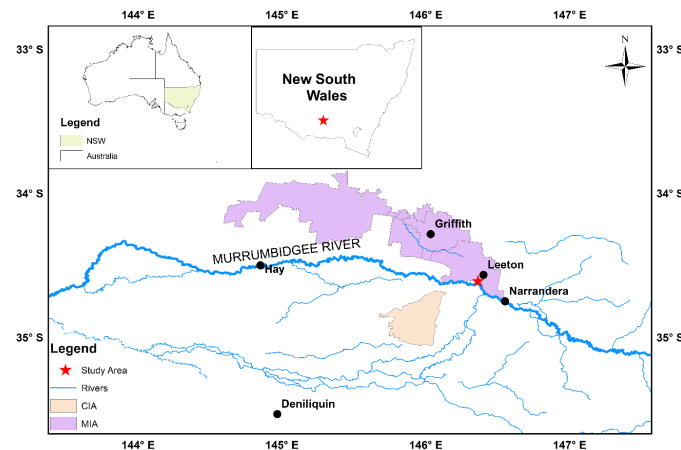 144° E 145° E 146° E 147° E
33° S 33° S
N
New South
Wales
Legend
NSW
Australia
34° S 34° S
Griffith
MURRUMBIDGEE RIVER
Leeton
Hay
Narrandera
35° S 35° S
Legend
Study Area
Rivers
CIA
MIA
Deniliquin
144° E 145° E 146° E 147° E